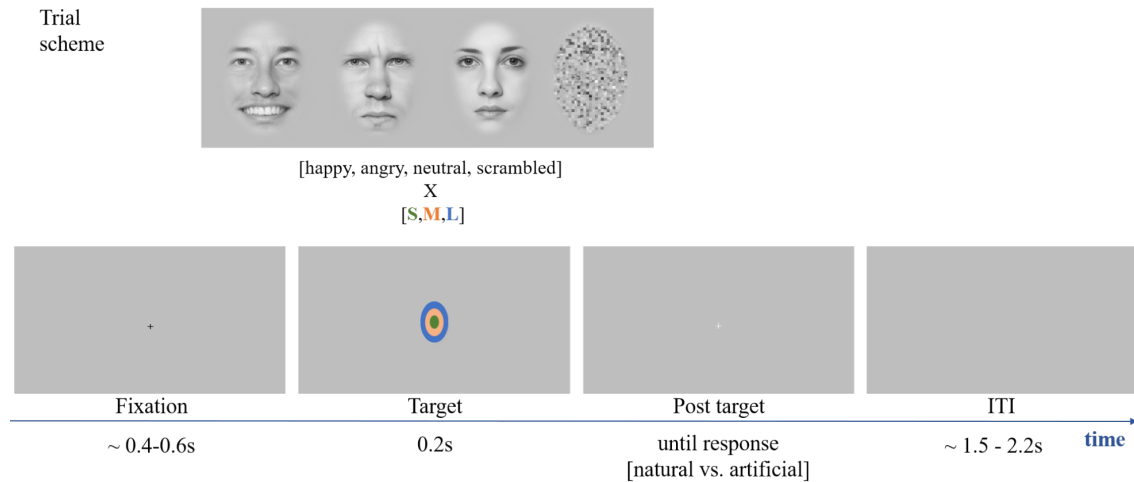 Trial
scheme
[happy, angry, neutral, scrambled]
X
[S,M,L]
Fixation
Target
Post target
ITI
~ 0.4-0.6s
0.2s
until response
[natural vs. artificial]
~ 1.5 - 2.2s
time